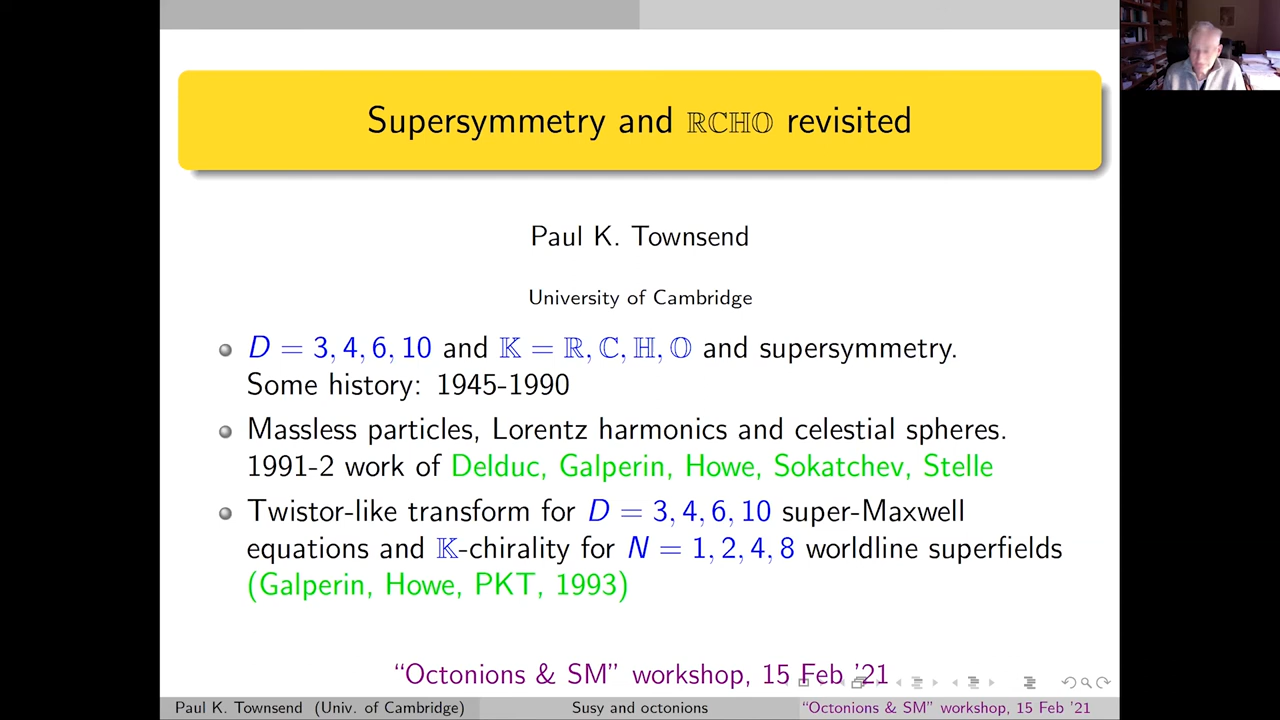 Supersymmetry and ℝℂℍ𝕆 revisited
Paul K. Townsend
University of Cambridge
D = 3, 4, 6, 10 and 𝕂 = ℝ, ℂ, ℍ, 𝕆 and supersymmetry.
Some history: 1945-1990
Massless particles, Lorentz harmonics and celestial spheres.
1991-2 work of Delduc, Galperin, Howe, Sokatchev, Stelle
Twistor-like transform for D = 3, 4, 6, 10 super-Maxwell
equations and 𝕂-chirality for N = 1, 2, 4, 8 worldline superfields
(Galperin, Howe, PKT, 1993)
“Octonions & SM” workshop, 15 Feb ’21
Paul K. Townsend (Univ. of Cambridge) Susy and octonions “Octonions & SM” workshop, 15 Feb ’21